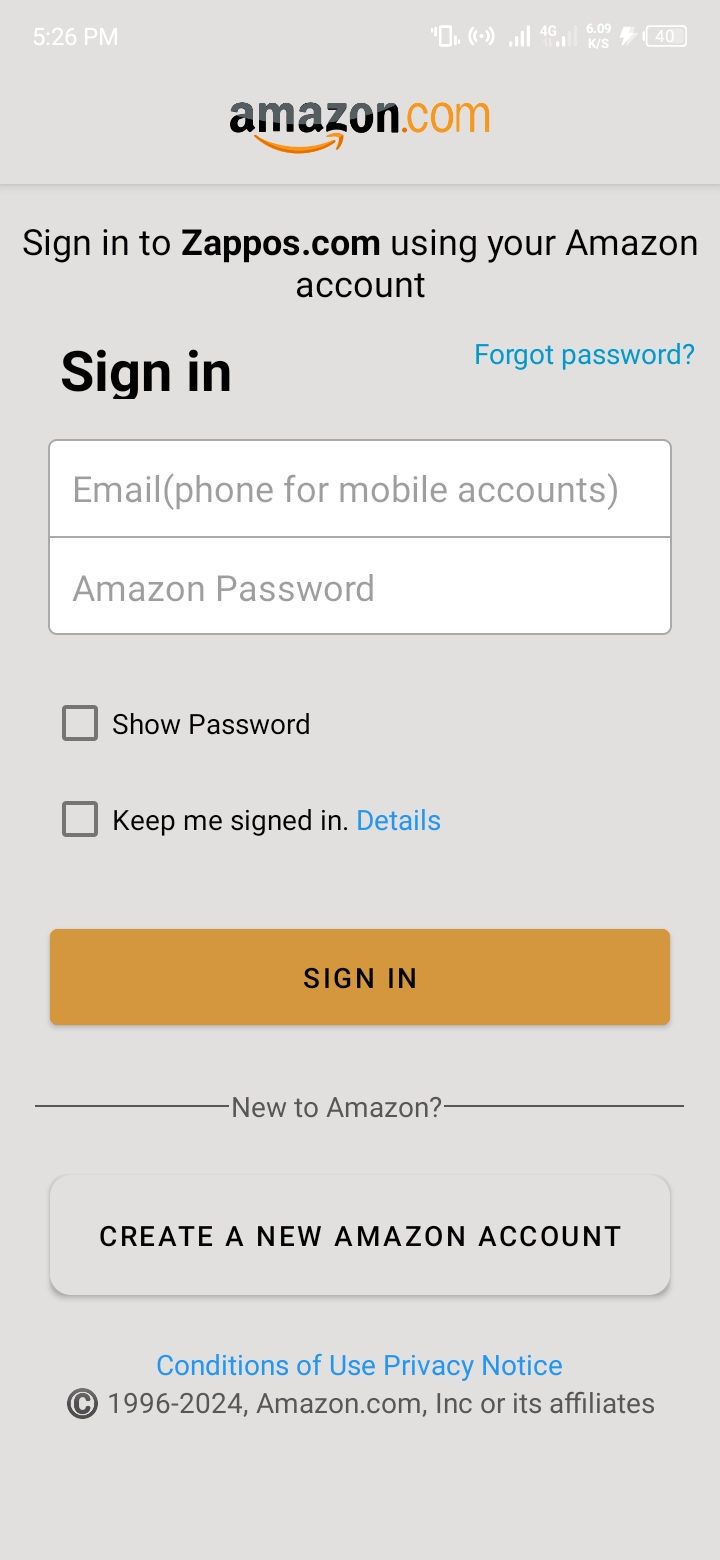 5:26 PM 4G 6.09 K/S 40
amazon.com
Sign in to Zappos.com using your Amazon
account
Sign in
Forgot password?
Email(phone for mobile accounts)
Amazon Password
Show Password
Keep me signed in. Details
SIGN IN
New to Amazon?
CREATE A NEW AMAZON ACCOUNT
Conditions of Use Privacy Notice
© 1996-2024, Amazon.com, Inc or its affiliates